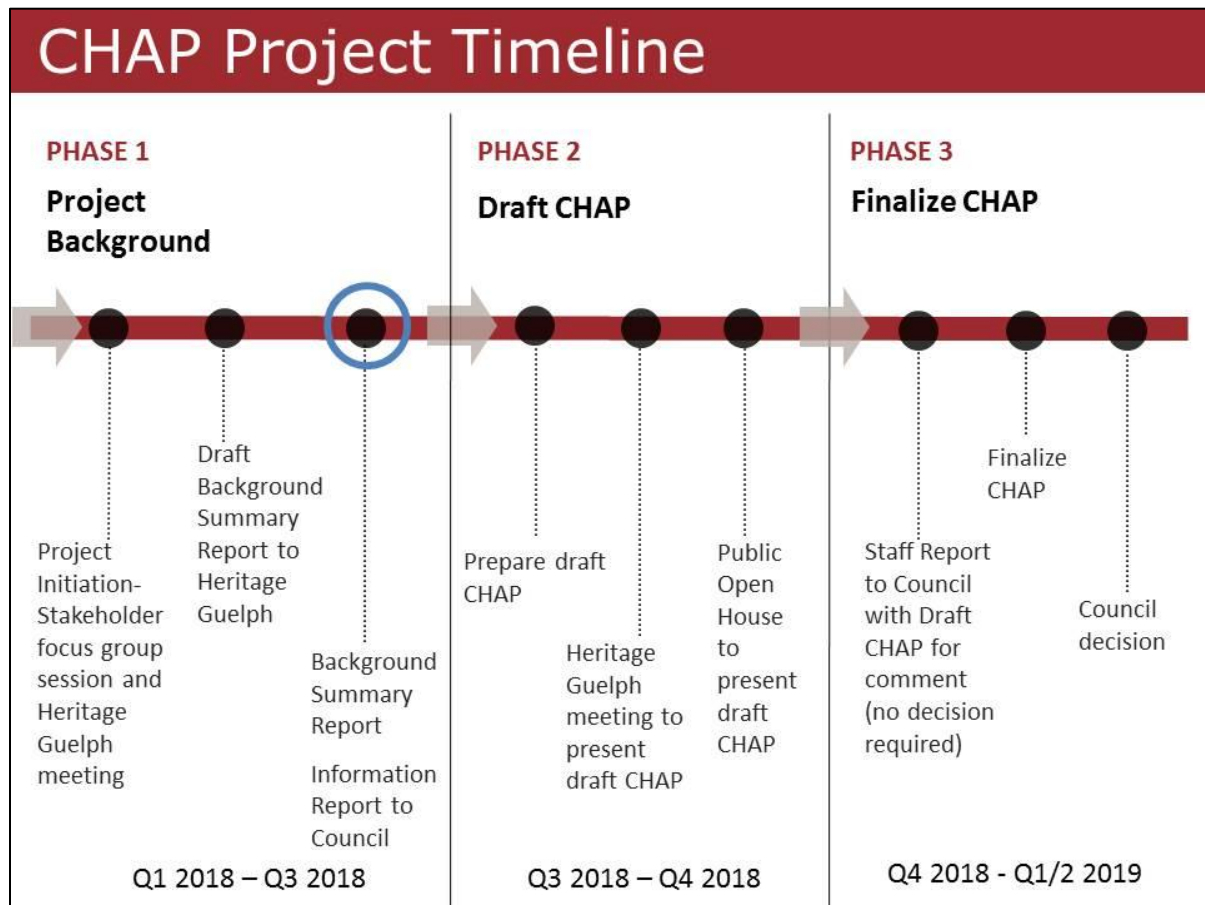 CHAP Project Timeline
PHASE 1
Project
Background
Project
Initiation-
Stakeholder
focus group
session and
Heritage
Guelph
meeting
Draft
Background
Summary
Report to
Heritage
Guelph
Background
Summary
Report
Information
Report to
Council
Q1 2018 – Q3 2018
PHASE 2
Draft CHAP
Prepare draft
CHAP
Heritage
Guelph
meeting to
present
draft CHAP
Public
Open
House
to
present
draft
CHAP
Q3 2018 – Q4 2018
PHASE 3
Finalize CHAP
Staff Report
to Council
with Draft
CHAP for
comment
(no decision
required)
Finalize
CHAP
Council
decision
Q4 2018 - Q1/2 2019